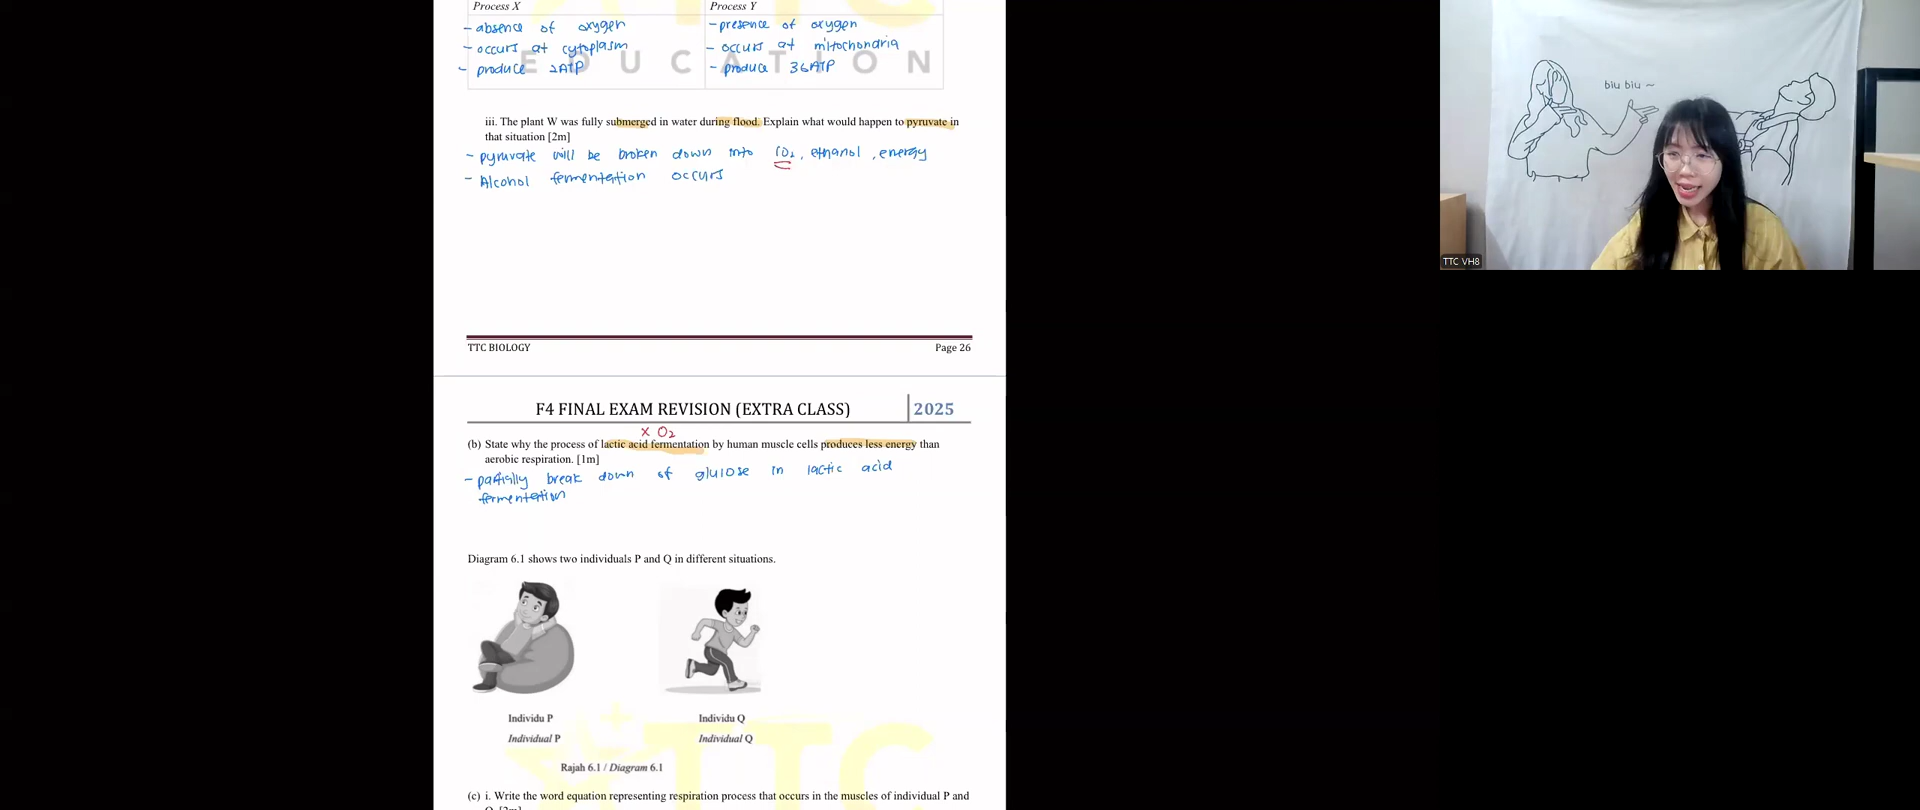 Process X Process Y
- absence of oxygen - presence of oxygen
- occurs at cytoplasm - occurs at mitochondria
- produce 2ATP - produce 36ATP
EDUCATION
iii. The plant W was fully submerged in water during flood. Explain what would happen to pyruvate in
that situation [2m]
- pyruvate will be broken down into CO₂, ethanol, energy
- Alcohol fermentation occurs
TTC BIOLOGY Page 26
F4 FINAL EXAM REVISION (EXTRA CLASS) 2025
x O₂
(b) State why the process of lactic acid fermentation by human muscle cells produces less energy than
aerobic respiration. [1m]
- partially break down of glucose in lactic acid
fermentation
Diagram 6.1 shows two individuals P and Q in different situations.
Individu P Individu Q
Individual P Individual Q
TTC
Rajah 6.1 / Diagram 6.1
(c) i. Write the word equation representing respiration process that occurs in the muscles of individual P and
Q. [2m]
biu biu ~
TTC VH8